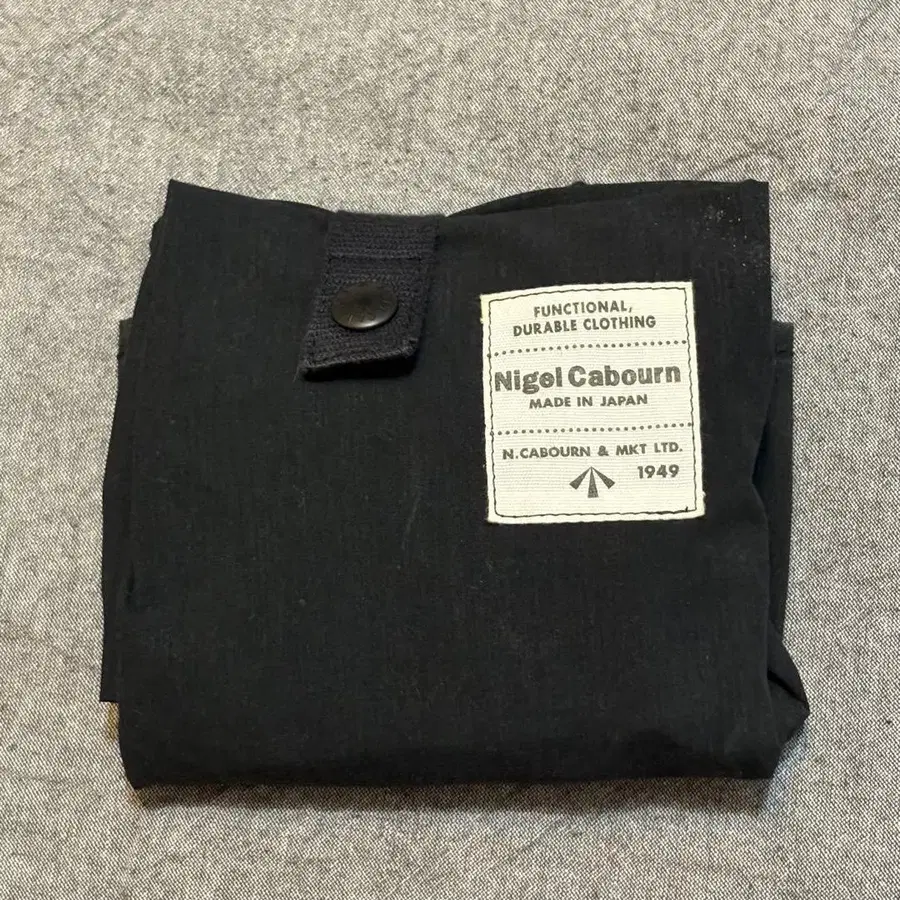 FUNCTIONAL,
DURABLE CLOTHING
Nigel Cabourn
MADE IN JAPAN
N.CABOURN & MKT LTD.
1949